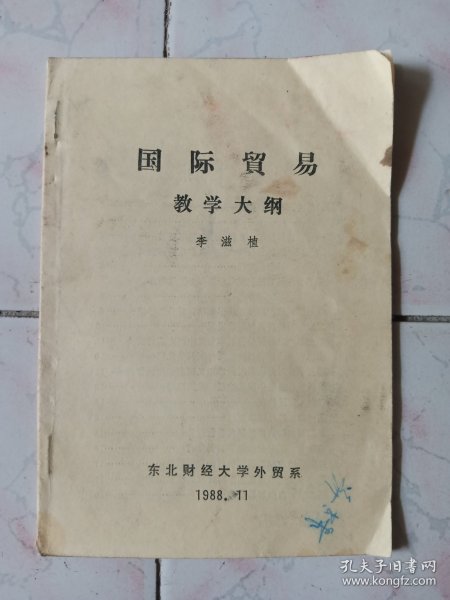 国际貿易
教学大纲
李滋植
东北财经大学外贸系
1988.11
孔夫子旧书网
www.kongfz.com